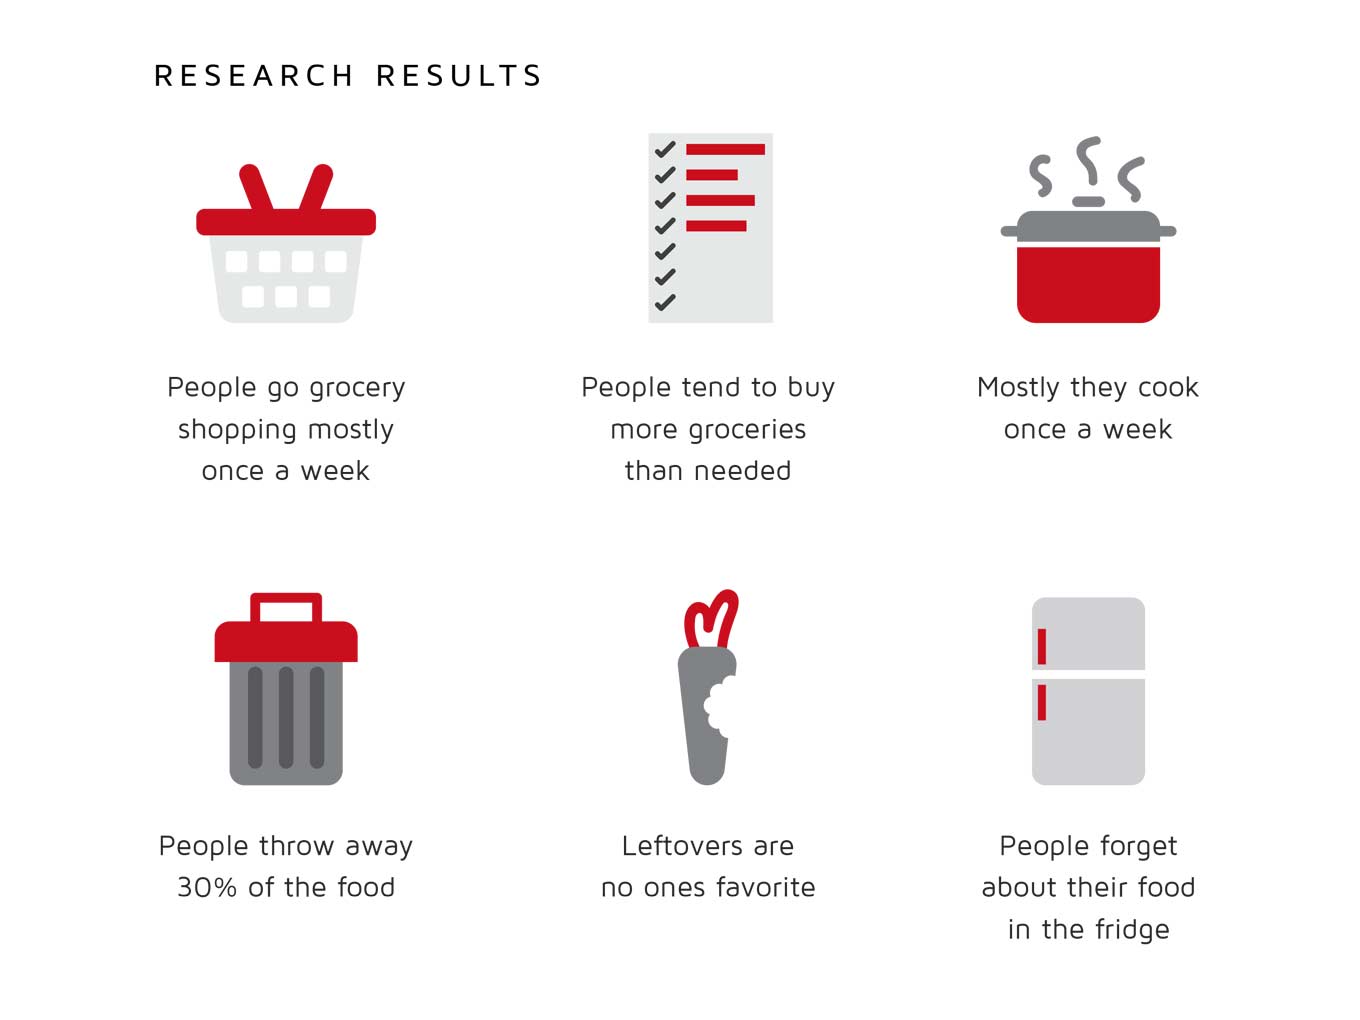 RESEARCH RESULTS
People go grocery
shopping mostly
once a week
People tend to buy
more groceries
than needed
Mostly they cook
once a week
People throw away
30% of the food
Leftovers are
no ones favorite
People forget
about their food
in the fridge